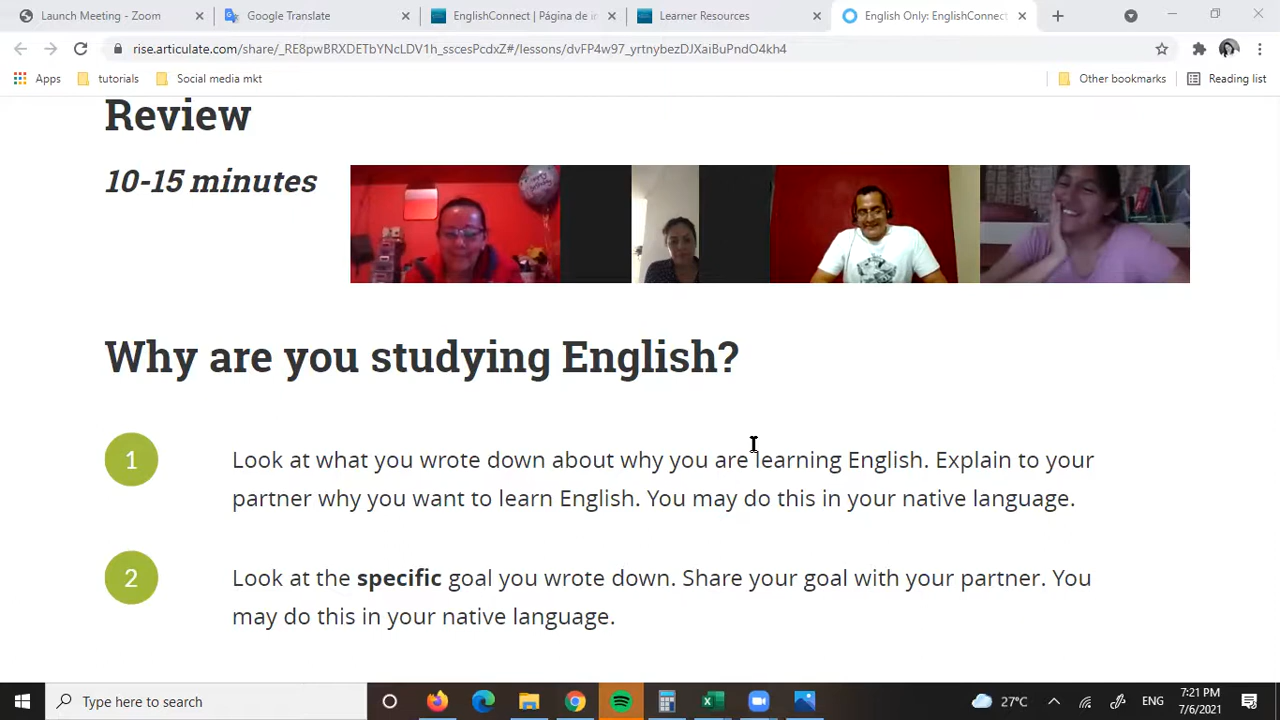 Launch Meeting - Zoom
Google Translate
EnglishConnect | Página de in
Learner Resources
English Only: EnglishConnect
rise.articulate.com/share/_RE8pwBRXDETbYNcLDV1h_sscesPcdxZ#/lessons/dvFP4w97_yrtnybezDJXaiBuPndO4kh4
Apps
tutorials
Social media mkt
Other bookmarks
Reading list
Review
10-15 minutes
Why are you studying English?
1
Look at what you wrote down about why you are learning English. Explain to your
partner why you want to learn English. You may do this in your native language.
2
Look at the specific goal you wrote down. Share your goal with your partner. You
may do this in your native language.
Type here to search
27°C
ENG
7:21 PM
7/6/2021